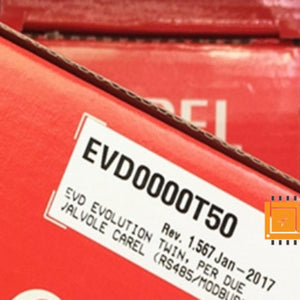 EVD0000T50
Rev. 1.567 Jan-2017
EVD EVOLUTION TWIN, PER DUE
VALVOLE CAREL (RS485/MODBUS